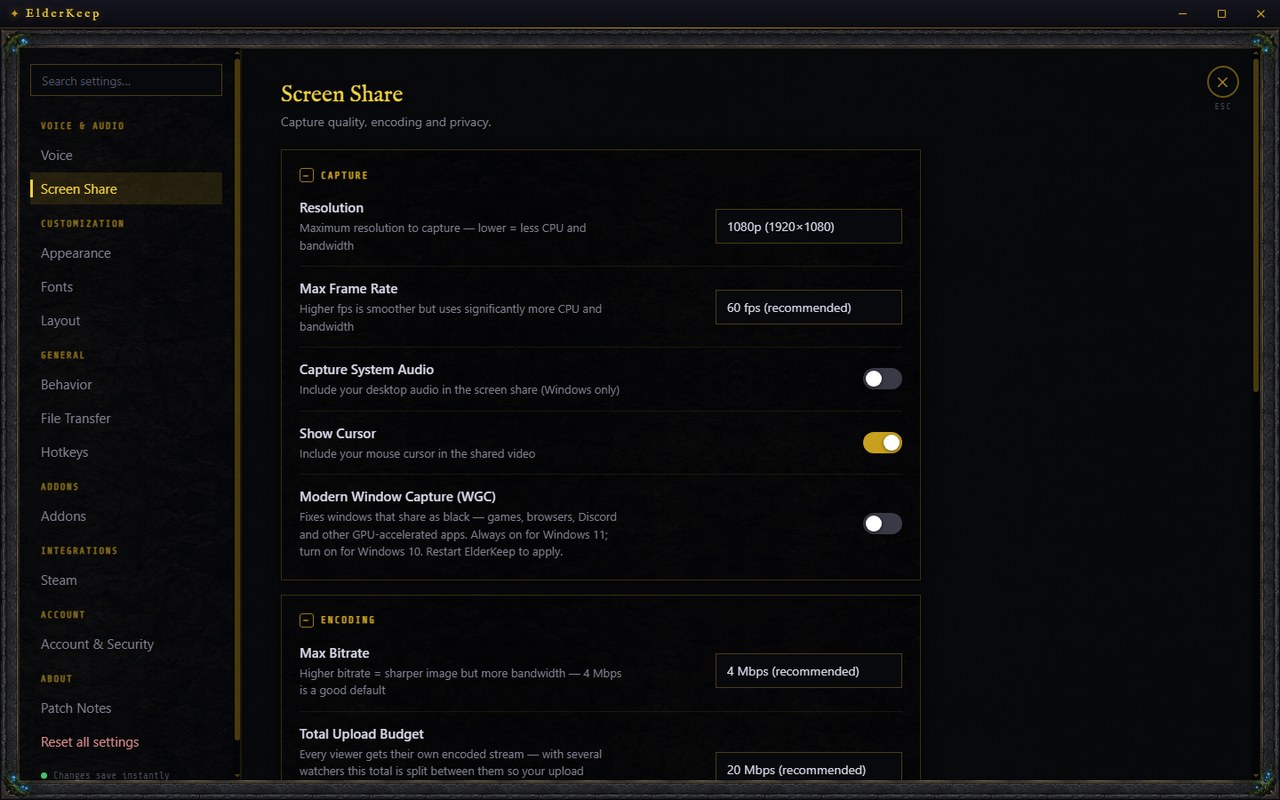 ElderKeep
Search settings...
VOICE & AUDIO
Voice
Screen Share
CUSTOMIZATION
Appearance
Fonts
Layout
GENERAL
Behavior
File Transfer
Hotkeys
ADDONS
Addons
INTEGRATIONS
Steam
ACCOUNT
Account & Security
ABOUT
Patch Notes
Reset all settings
Changes save instantly
Screen Share
Capture quality, encoding and privacy.
ESC
CAPTURE
Resolution
Maximum resolution to capture — lower = less CPU and
bandwidth
1080p (1920×1080)
Max Frame Rate
Higher fps is smoother but uses significantly more CPU and
bandwidth
60 fps (recommended)
Capture System Audio
Include your desktop audio in the screen share (Windows only)
Show Cursor
Include your mouse cursor in the shared video
Modern Window Capture (WGC)
Fixes windows that share as black — games, browsers, Discord
and other GPU-accelerated apps. Always on for Windows 11;
turn on for Windows 10. Restart ElderKeep to apply.
ENCODING
Max Bitrate
Higher bitrate = sharper image but more bandwidth — 4 Mbps
is a good default
4 Mbps (recommended)
Total Upload Budget
Every viewer gets their own encoded stream — with several
watchers this total is split between them so your upload
20 Mbps (recommended)